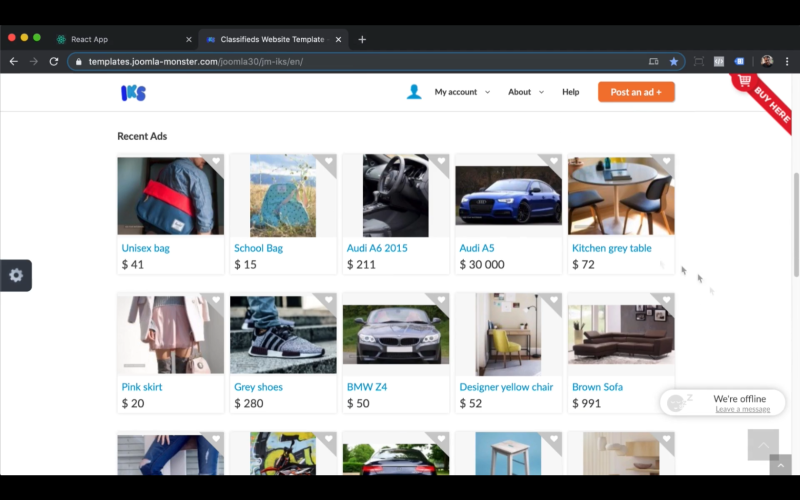 React App
Classifieds Website Template
templates.joomla-monster.com/joomla30/jm-iks/en/
IKS
My account
About
Help
Post an ad +
BUY HERE
Recent Ads
Unisex bag
School Bag
Audi A6 2015
Audi A5
Kitchen grey table
$ 41
$ 15
$ 211
$ 30 000
$ 72
Pink skirt
Grey shoes
BMW Z4
Designer yellow chair
Brown Sofa
$ 20
$ 280
$ 50
$ 52
$ 991
We're offline
Leave a message